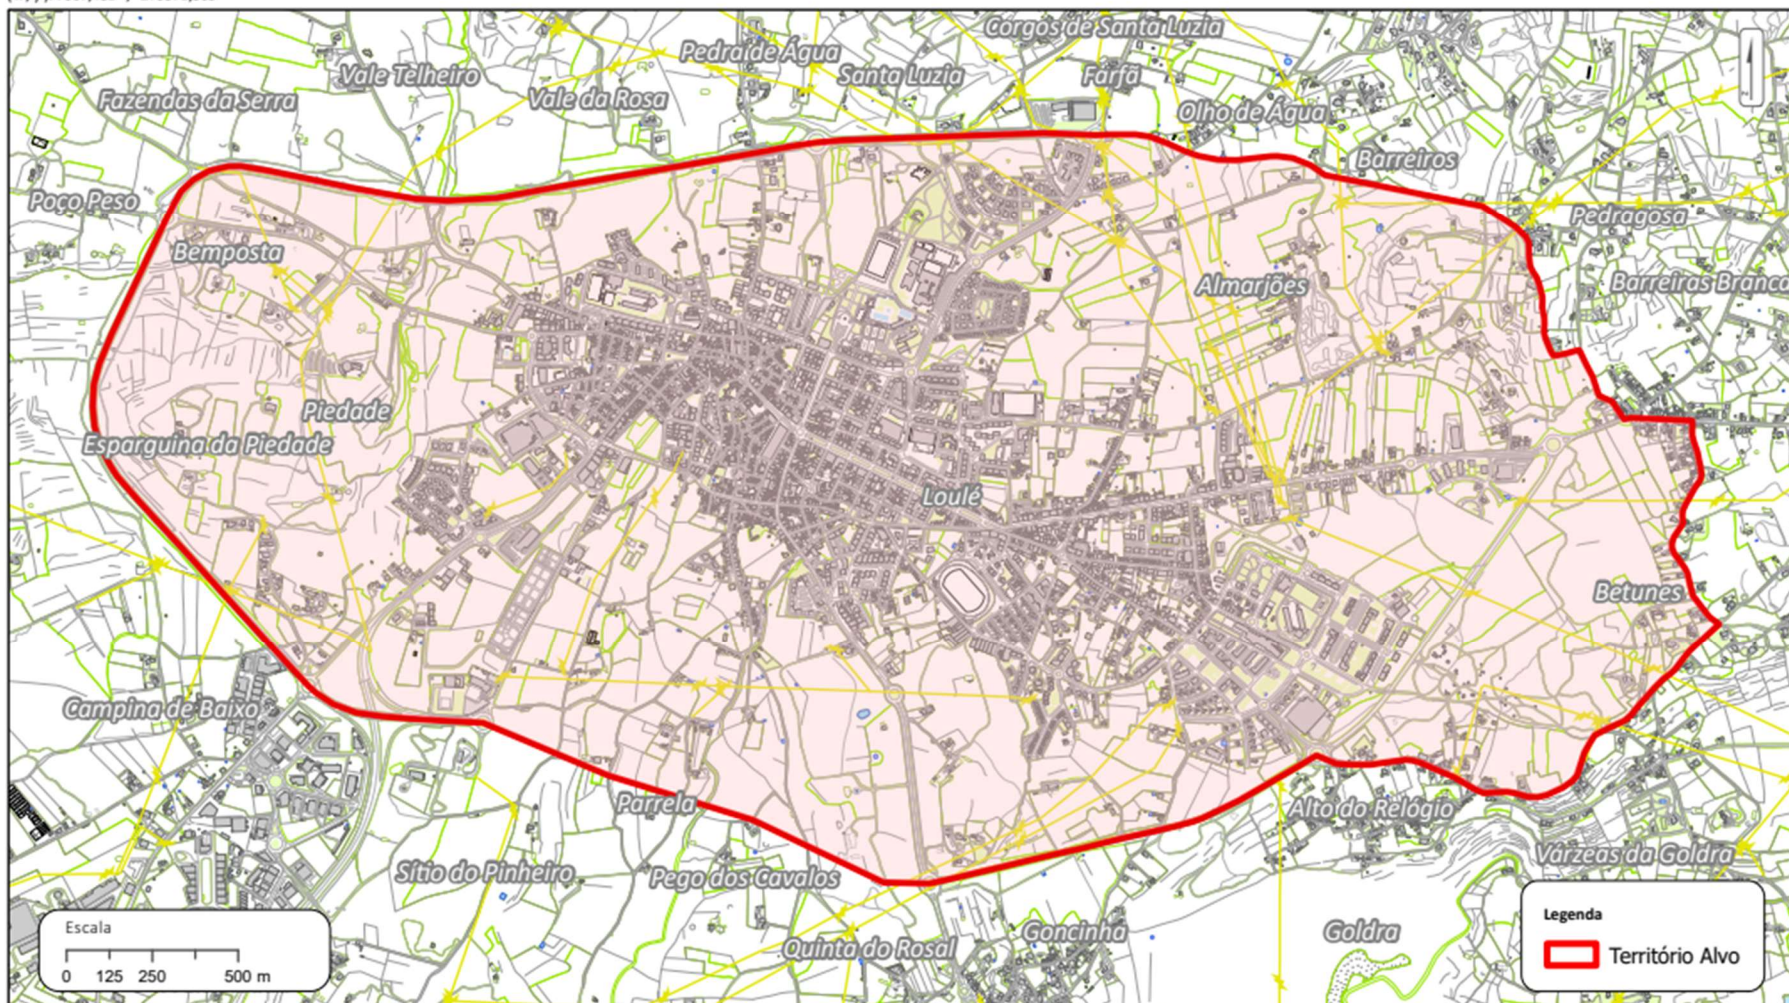 Corgos de Santa Luzia
Pedra de Água
Vale Telheiro
Santa Luzia
Farfã
Fazendas da Serra
Vale da Rosa
Olho de Água
Barreiros
Poço Peso
Pedragosa
Bemposta
Almarjões
Barreiras Branca
Piedade
Esparguina da Piedade
Loulé
Betunes
Campina de Baixo
Parrela
Alto do Relógio
Várzeas da Goldra
Sítio do Pinheiro
Pego dos Cavalos
Goncinha
Goldra
Quinta do Rosal
Escala
0 125 250 500 m
Legenda
Território Alvo